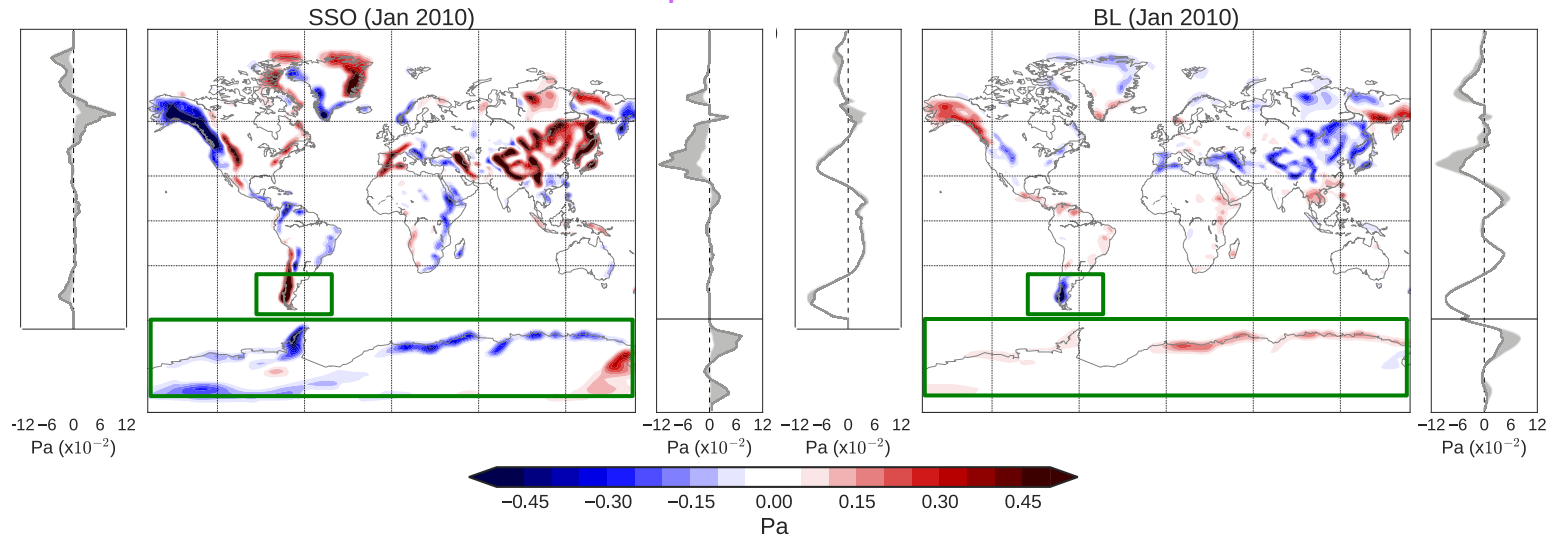 SSO (Jan 2010)
BL (Jan 2010)
-12 -6 0 6 12
Pa (x10⁻²)
-12 -6 0 6 12
Pa (x10⁻²)
-12 -6 0 6 12
Pa (x10⁻²)
-12 -6 0 6 12
Pa (x10⁻²)
−0.45 −0.30 −0.15 0.00 0.15 0.30 0.45
Pa